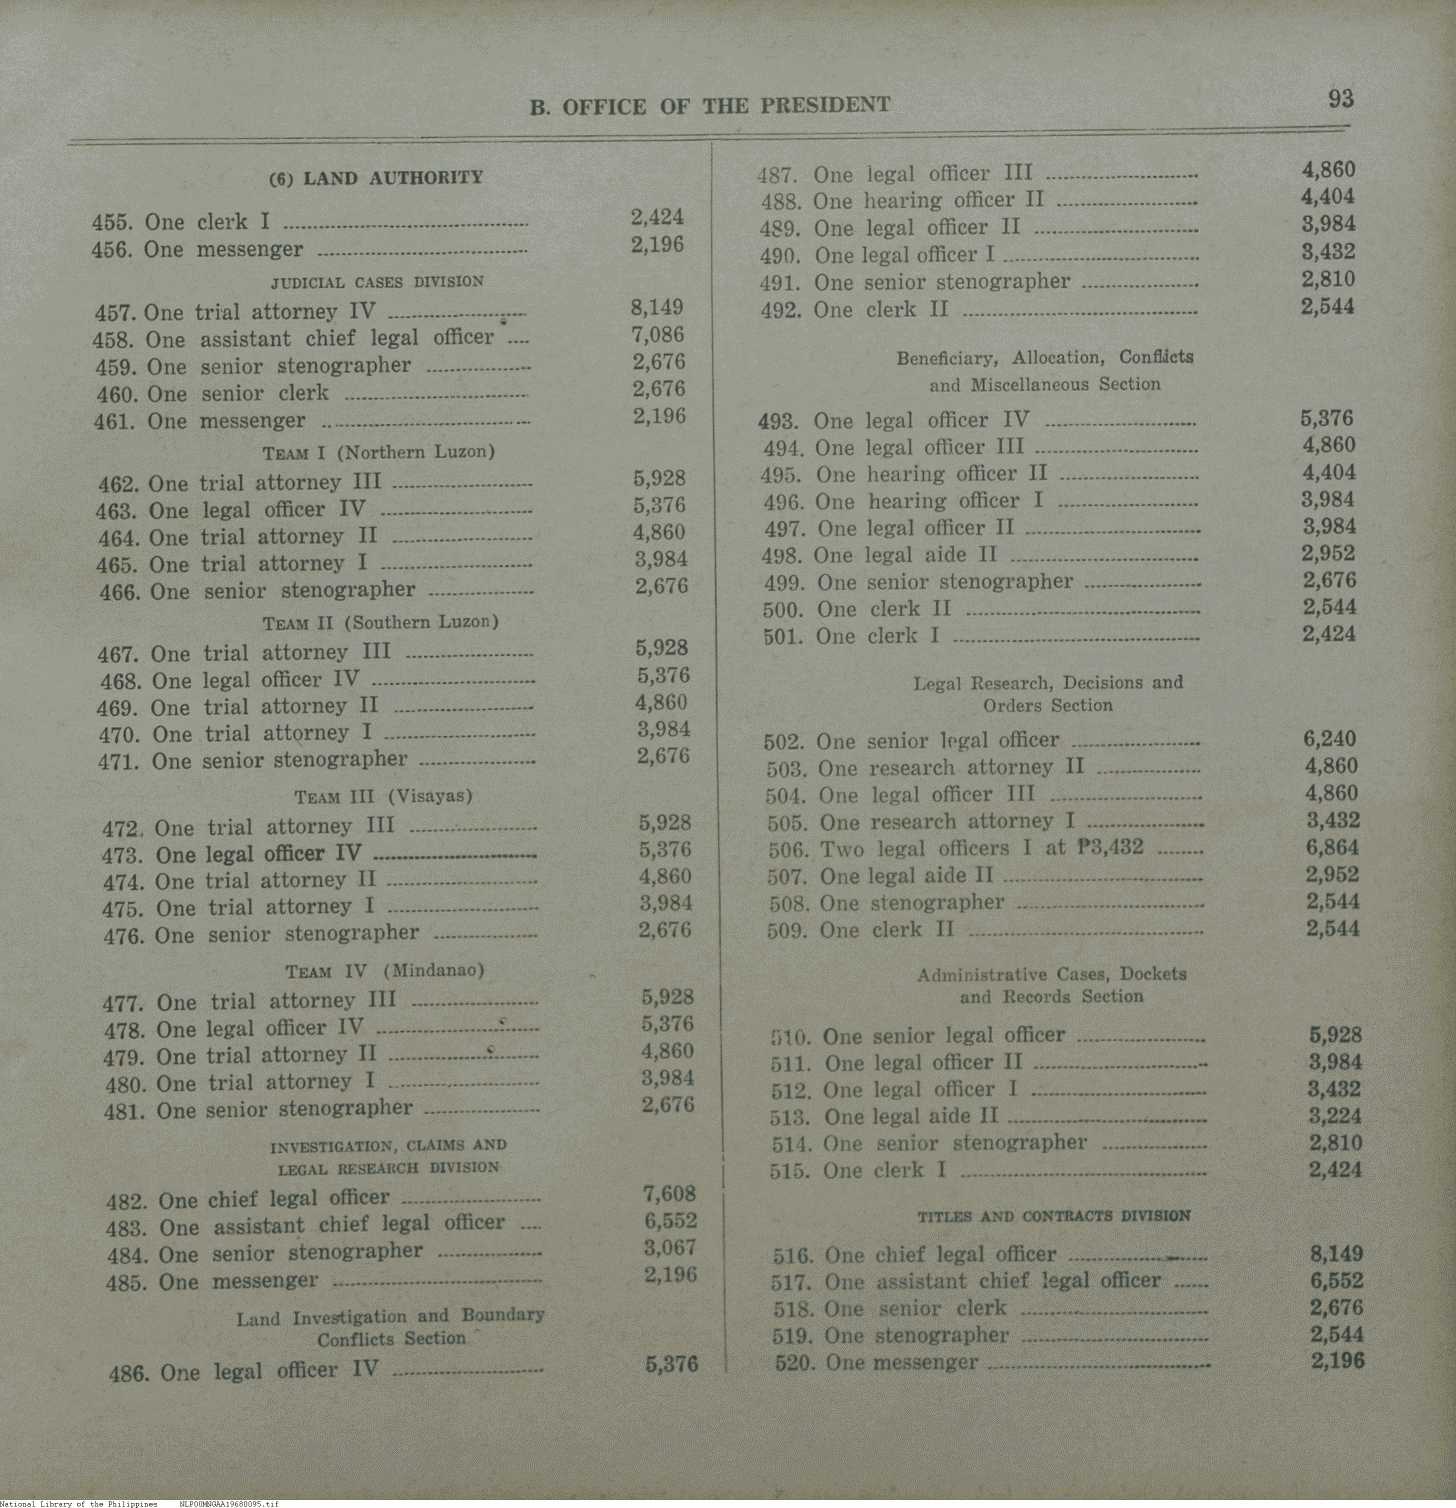 B. OFFICE OF THE PRESIDENT
93
(6) LAND AUTHORITY
455. One clerk I ........ 2,424
456. One messenger ........ 2,196
JUDICIAL CASES DIVISION
457. One trial attorney IV ........ 8,149
458. One assistant chief legal officer .... 7,086
459. One senior stenographer ........ 2,676
460. One senior clerk ........ 2,676
461. One messenger ........ 2,196
TEAM I (Northern Luzon)
462. One trial attorney III ........ 5,928
463. One legal officer IV ........ 5,376
464. One trial attorney II ........ 4,860
465. One trial attorney I ........ 3,984
466. One senior stenographer ........ 2,676
TEAM II (Southern Luzon)
467. One trial attorney III ........ 5,928
468. One legal officer IV ........ 5,376
469. One trial attorney II ........ 4,860
470. One trial attorney I ........ 3,984
471. One senior stenographer ........ 2,676
TEAM III (Visayas)
472. One trial attorney III ........ 5,928
473. One legal officer IV ........ 5,376
474. One trial attorney II ........ 4,860
475. One trial attorney I ........ 3,984
476. One senior stenographer ........ 2,676
TEAM IV (Mindanao)
477. One trial attorney III ........ 5,928
478. One legal officer IV ........ 5,376
479. One trial attorney II ........ 4,860
480. One trial attorney I ........ 3,984
481. One senior stenographer ........ 2,676
INVESTIGATION, CLAIMS AND
LEGAL RESEARCH DIVISION
482. One chief legal officer ........ 7,608
483. One assistant chief legal officer .... 6,552
484. One senior stenographer ........ 3,067
485. One messenger ........ 2,196
Land Investigation and Boundary
Conflicts Section
486. One legal officer IV ........ 5,376
487. One legal officer III ........ 4,860
488. One hearing officer II ........ 4,404
489. One legal officer II ........ 3,984
490. One legal officer I ........ 3,432
491. One senior stenographer ........ 2,810
492. One clerk II ........ 2,544
Beneficiary, Allocation, Conflicts
and Miscellaneous Section
493. One legal officer IV ........ 5,376
494. One legal officer III ........ 4,860
495. One hearing officer II ........ 4,404
496. One hearing officer I ........ 3,984
497. One legal officer II ........ 3,984
498. One legal aide II ........ 2,952
499. One senior stenographer ........ 2,676
500. One clerk II ........ 2,544
501. One clerk I ........ 2,424
Legal Research, Decisions and
Orders Section
502. One senior legal officer ........ 6,240
503. One research attorney II ........ 4,860
504. One legal officer III ........ 4,860
505. One research attorney I ........ 3,432
506. Two legal officers I at ₱3,432 ........ 6,864
507. One legal aide II ........ 2,952
508. One stenographer ........ 2,544
509. One clerk II ........ 2,544
Administrative Cases, Dockets
and Records Section
510. One senior legal officer ........ 5,928
511. One legal officer II ........ 3,984
512. One legal officer I ........ 3,432
513. One legal aide II ........ 3,224
514. One senior stenographer ........ 2,810
515. One clerk I ........ 2,424
TITLES AND CONTRACTS DIVISION
516. One chief legal officer ........ 8,149
517. One assistant chief legal officer ...... 6,552
518. One senior clerk ........ 2,676
519. One stenographer ........ 2,544
520. One messenger ........ 2,196
National Library of the Philippines NLPOOMNGAA19680095.tif